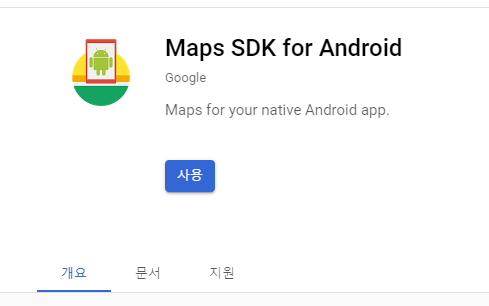 Maps SDK for Android
Google
Maps for your native Android app.
사용
개요 문서 지원